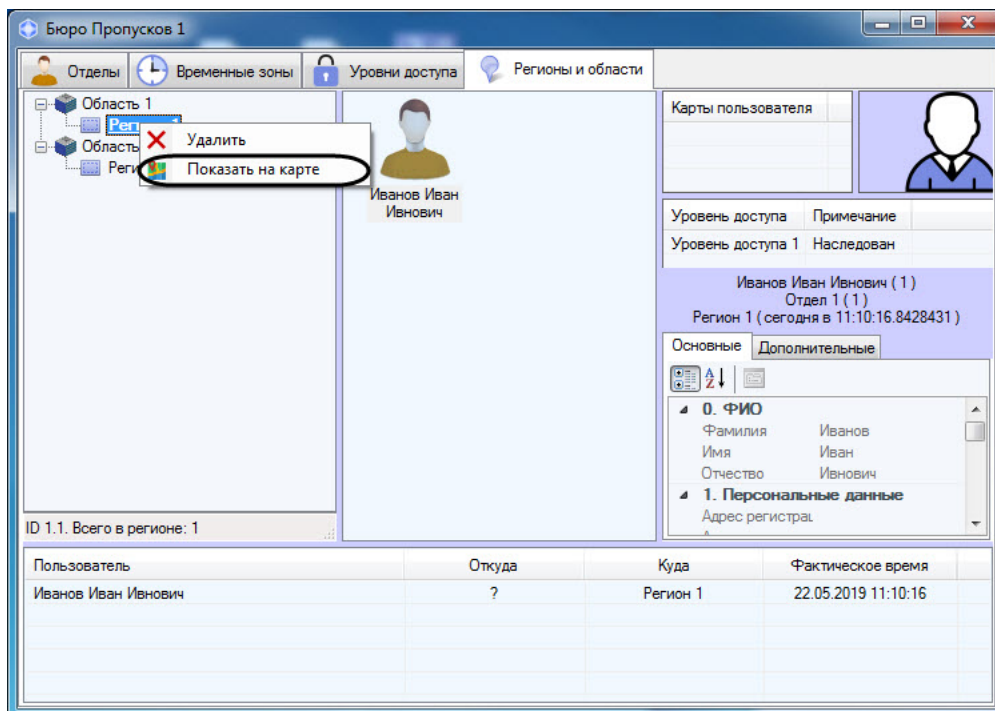 Бюро Пропусков 1
Отделы Временные зоны Уровни доступа Регионы и области
Область 1
Удалить
Показать на карте
Иванов Иван
Ивнович
Карты пользователя
Уровень доступа Примечание
Уровень доступа 1 Наследован
Иванов Иван Ивнович ( 1 )
Отдел 1 ( 1 )
Регион 1 ( сегодня в 11:10:16.8428431 )
Основные Дополнительные
0. ФИО
Фамилия Иванов
Имя Иван
Отчество Ивнович
1. Персональные данные
Адрес регистрац
ID 1.1. Всего в регионе: 1
Пользователь Откуда Куда Фактическое время
Иванов Иван Ивнович ? Регион 1 22.05.2019 11:10:16